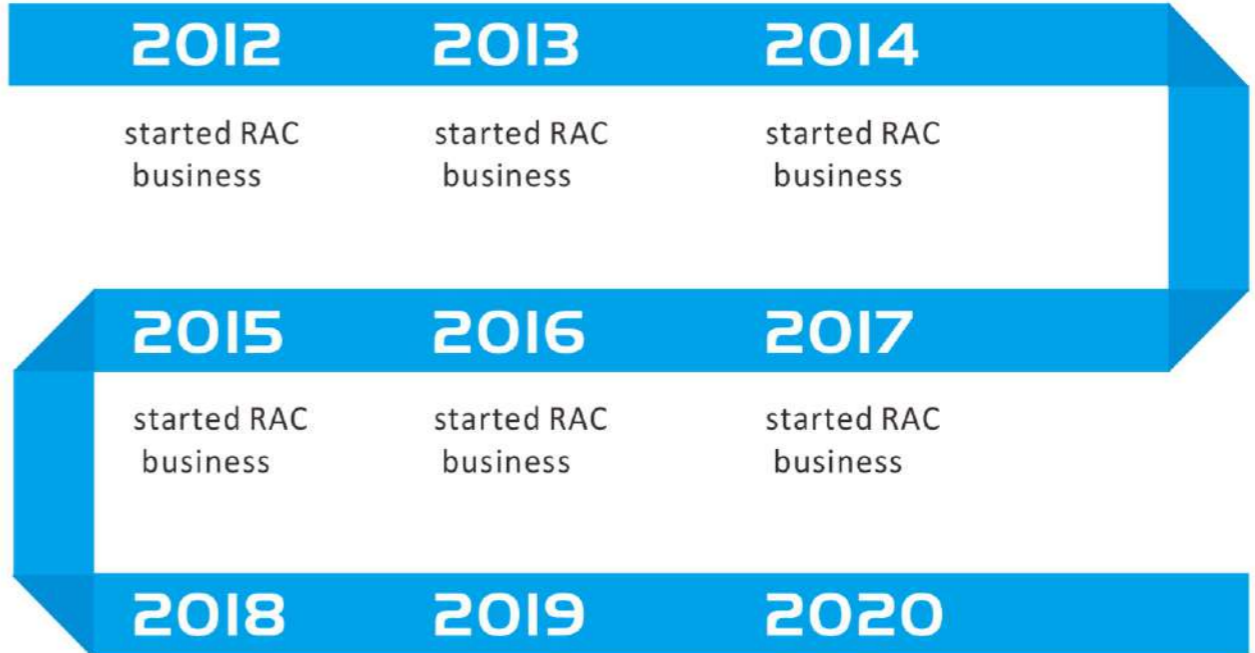 2012 2013 2014
started RAC started RAC started RAC
business business business
2015 2016 2017
started RAC started RAC started RAC
business business business
2018 2019 2020